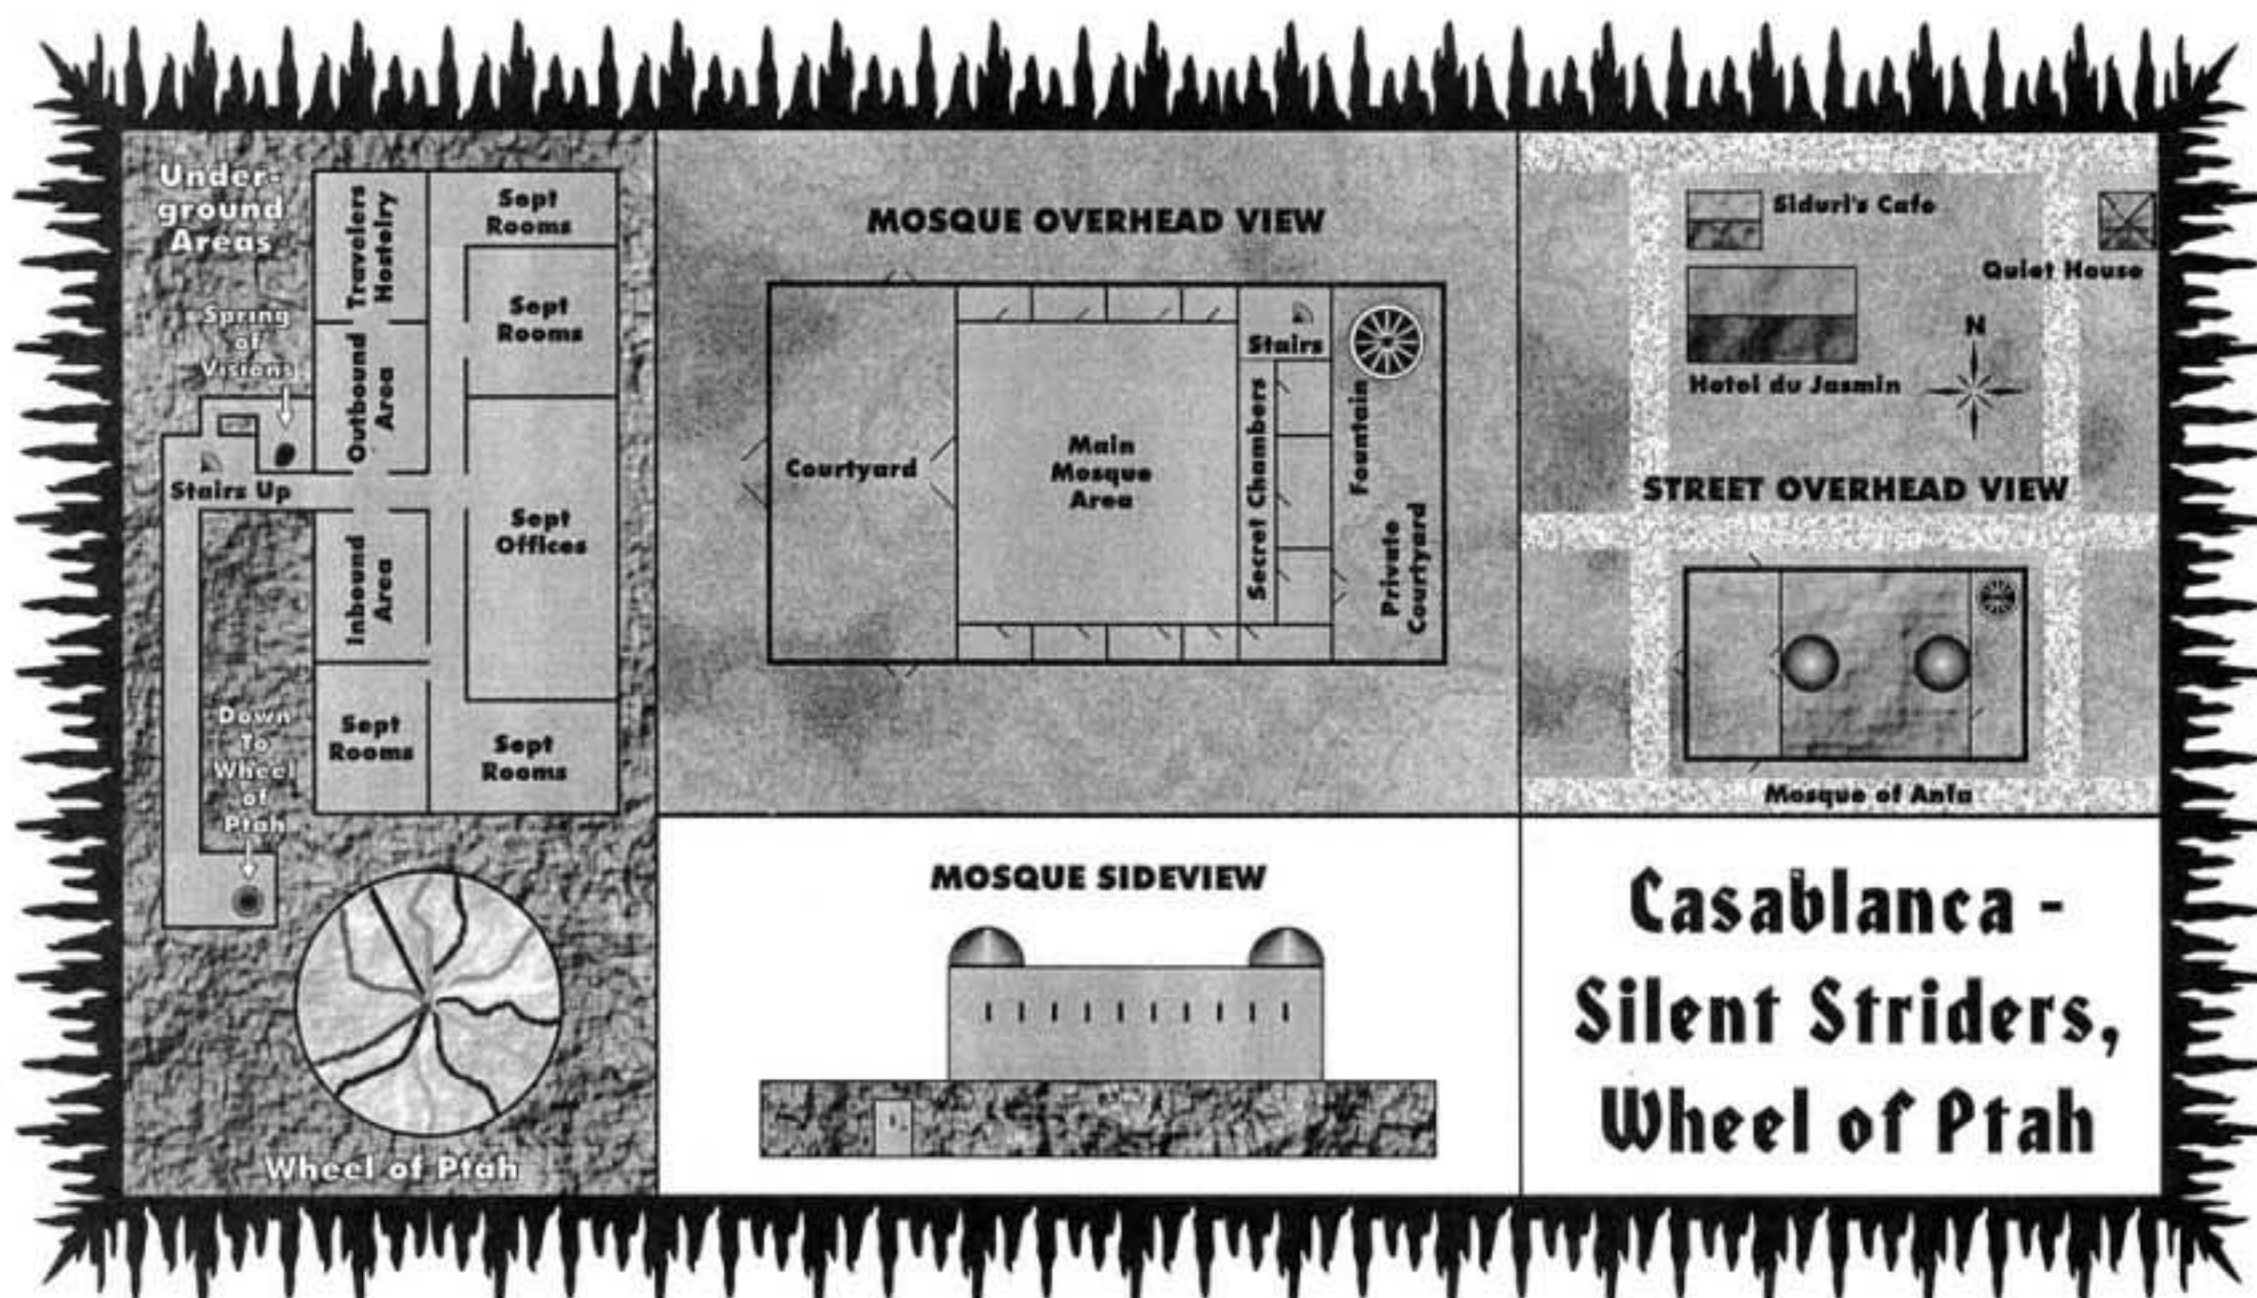 Under-
ground
Areas
Travelers
Hostelry
Sept
Rooms
Spring
of
Visions
Sept
Rooms
Outbound
Area
Stairs Up
Sept
Offices
Inbound
Area
Down
To
Wheel
of
Ptah
Sept
Rooms
Sept
Rooms
Wheel of Ptah
MOSQUE OVERHEAD VIEW
Courtyard
Main
Mosque
Area
Stairs
Secret Chambers
Fountain
Private
Courtyard
MOSQUE SIDEVIEW
Siduri's Cafe
Quiet House
Hotel du Jasmin
N
STREET OVERHEAD VIEW
Mosque of Anfa
Casablanca -
Silent Striders,
Wheel of Ptah